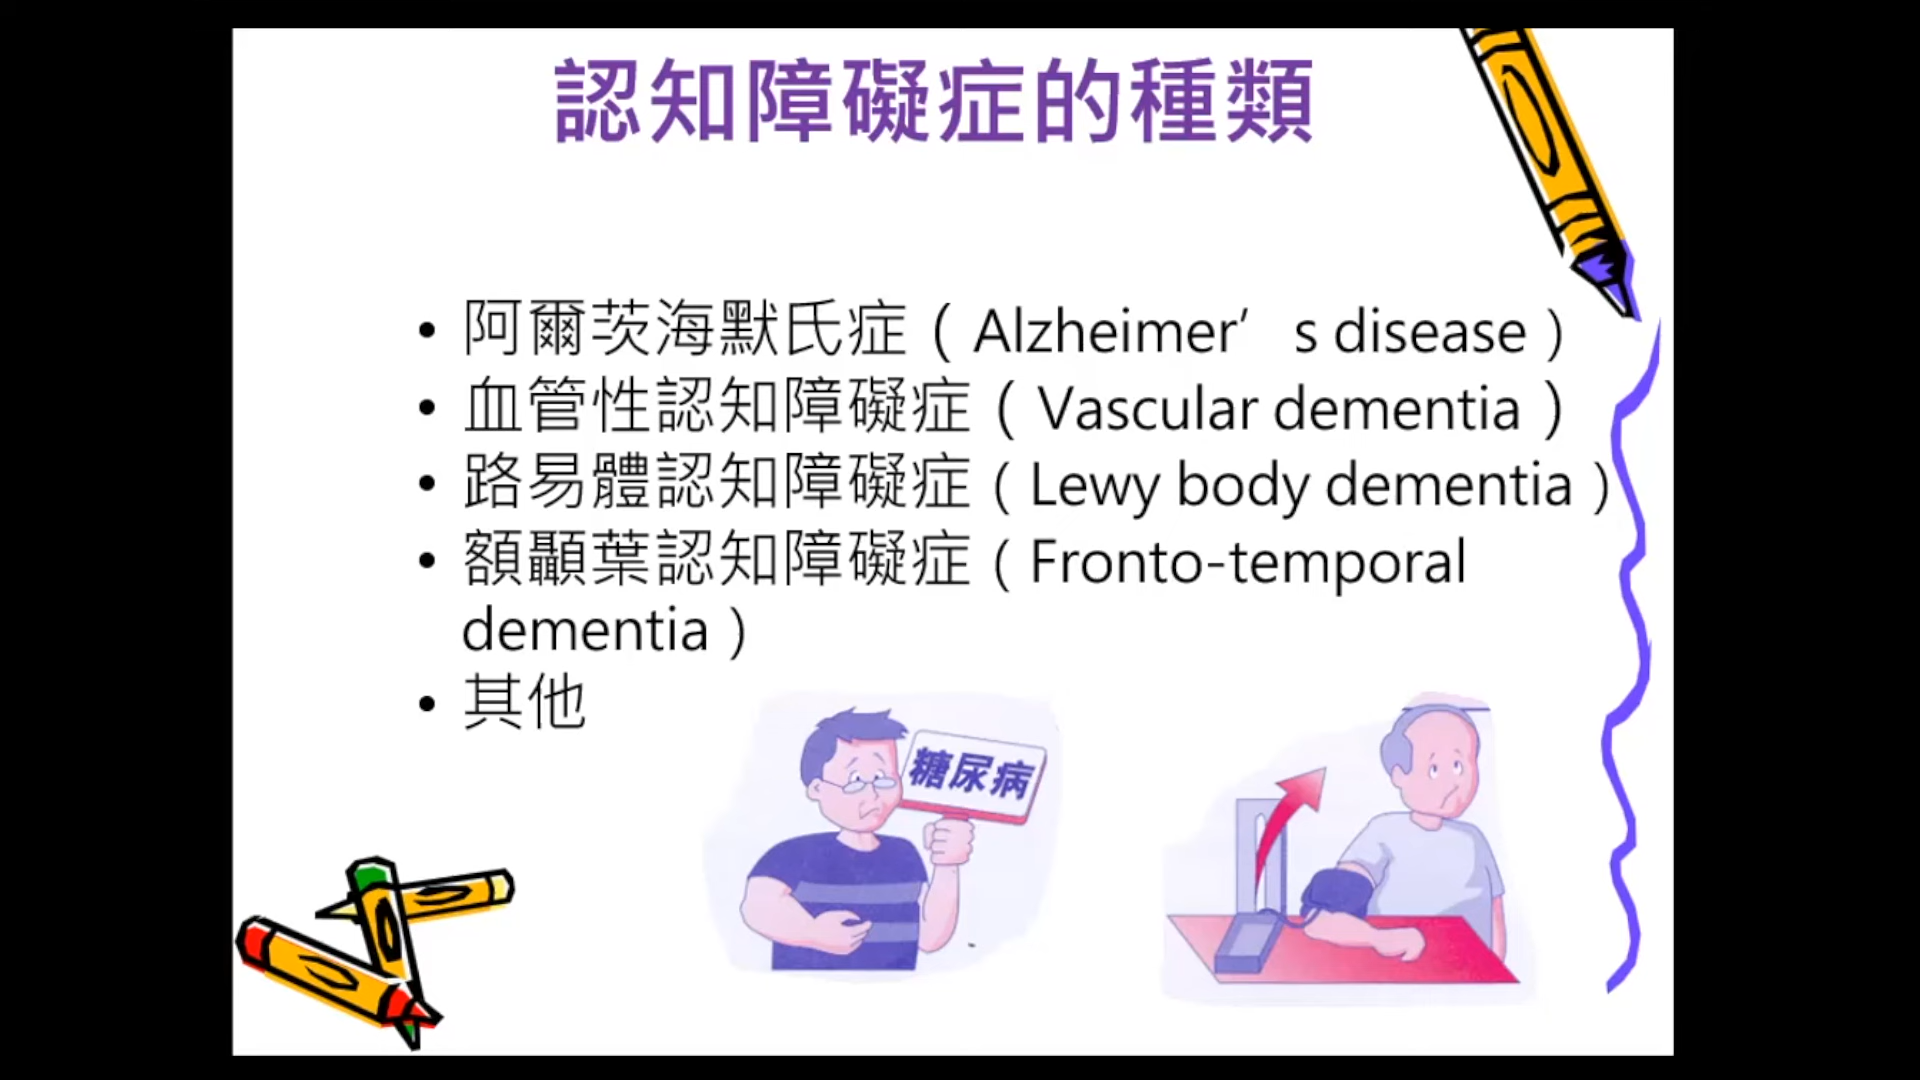 認知障礙症的種類
• 阿爾茨海默氏症（Alzheimer’s disease）
• 血管性認知障礙症（Vascular dementia）
• 路易體認知障礙症（Lewy body dementia）
• 額顳葉認知障礙症（Fronto-temporal
dementia）
• 其他
糖尿病